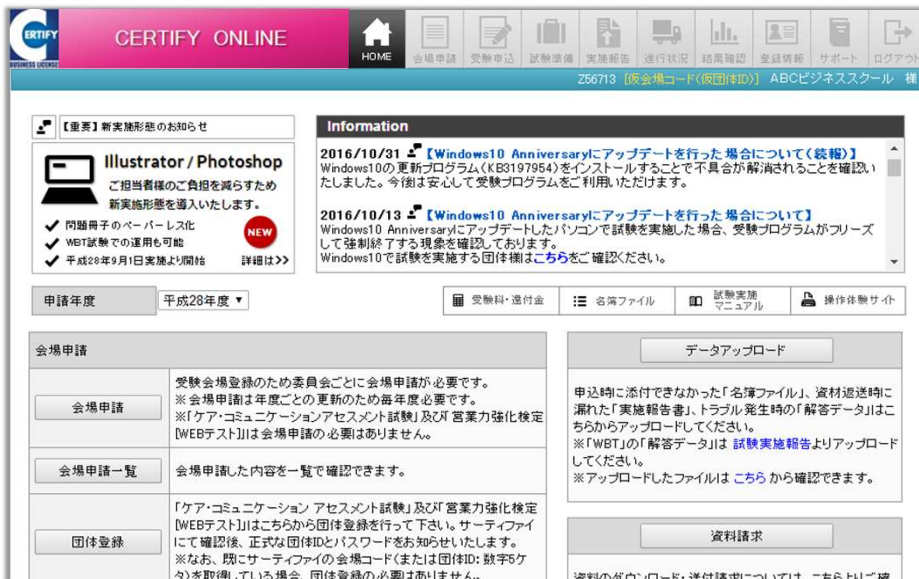 CERTIFY
BUSINESS LICENSE
CERTIFY ONLINE
HOME
会場申請
受験申込
試験準備
実施報告
進行状況
結果確認
登録情報
サポート
ログアウト
Z56713 [仮会場コード(仮団体ID)] ABCビジネススクール 様
【重要】新実施形態のお知らせ
Illustrator / Photoshop
ご担当者様のご負担を減らすため
新実施形態を導入いたします。
✔ 問題冊子のペーパーレス化
✔ WBT試験での運用も可能
✔ 平成28年9月1日実施より開始
NEW
詳細は>>
Information
2016/10/31 【Windows10 Anniversaryにアップデートを行った場合について(続報)】
Windows10の更新プログラム(KB3197954)をインストールすることで不具合が解消されることを確認い
たしました。今後は安心して受験プログラムをご利用いただけます。
2016/10/13 【Windows10 Anniversaryにアップデートを行った場合について】
Windows10 Anniversaryにアップデートしたパソコンで試験を実施した場合、受験プログラムがフリーズ
して強制終了する現象を確認しております。
Windows10で試験を実施する団体様はこちらをご確認ください。
申請年度
平成28年度 ▼
受験料・還付金
名簿ファイル
試験実施
マニュアル
操作体験サイト
会場申請
会場申請
受験会場登録のため委員会ごとに会場申請が必要です。
※会場申請は年度ごとの更新のため毎年度必要です。
※「ケア・コミュニケーションアセスメント試験」及び「営業力強化検定
[WEBテスト]」は会場申請の必要はありません。
会場申請一覧
会場申請した内容を一覧で確認できます。
団体登録
「ケア・コミュニケーション アセスメント試験」及び「営業力強化検定
[WEBテスト]」はこちらから団体登録を行って下さい。サーティファイ
にて確認後、正式な団体IDとパスワードをお知らせいたします。
※なお、既にサーティファイの会場コード(または団体ID:数字5ケ
タ)を取得している場合、団体登録の必要はありません。
データアップロード
申込時に添付できなかった「名簿ファイル」、資材返送時に
漏れた「実施報告書」、トラブル発生時の「解答データ」はこ
ちらからアップロードしてください。
※「WBT」の「解答データ」は 試験実施報告よりアップロード
してください。
※アップロードしたファイルは こちら から確認できます。
資料請求
資料のダウンロード・送付請求については、こちらよりご確